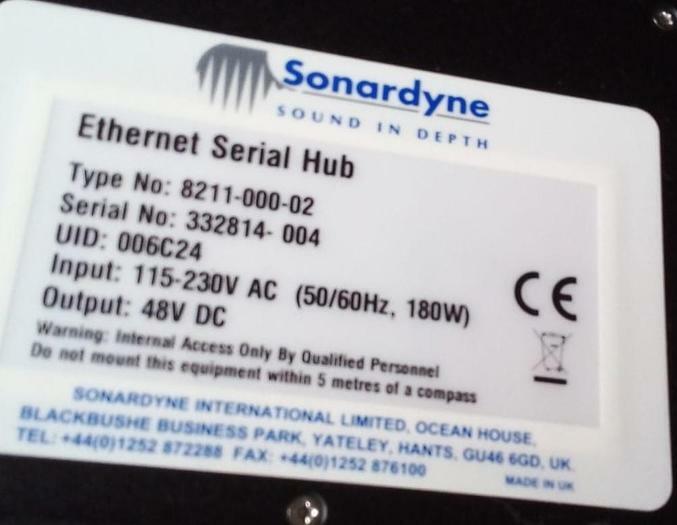 Sonardyne
SOUND IN DEPTH
Ethernet Serial Hub
Type No: 8211-000-02
Serial No: 332814- 004
UID: 006C24
Input: 115-230V AC (50/60Hz, 180W)
Output: 48V DC
CE
Warning: Internal Access Only By Qualified Personnel
Do not mount this equipment within 5 metres of a compass
SONARDYNE INTERNATIONAL LIMITED, OCEAN HOUSE,
BLACKBUSHE BUSINESS PARK, YATELEY, HANTS, GU46 6GD, UK.
TEL: +44(0)1252 872288 FAX: +44(0)1252 876100
MADE IN UK